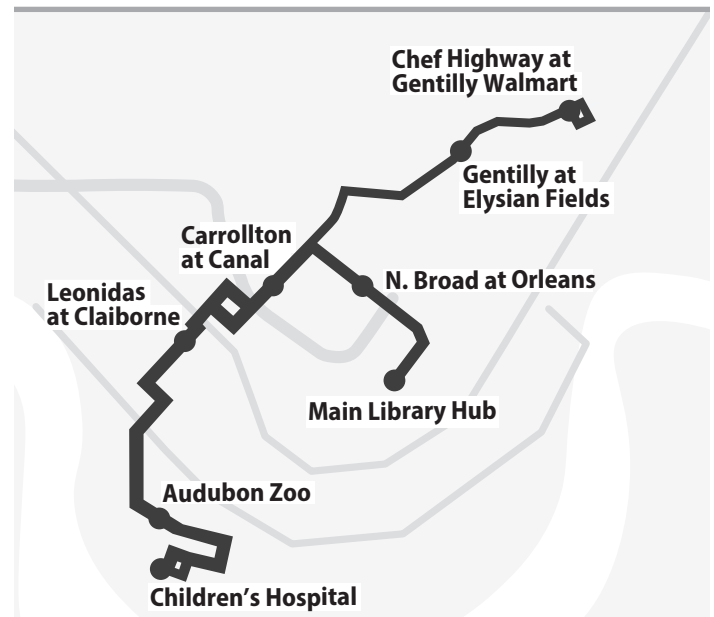 Chef Highway at
Gentilly Walmart
Gentilly at
Elysian Fields
Carrollton
at Canal
N. Broad at Orleans
Leonidas
at Claiborne
Main Library Hub
Audubon Zoo
Children’s Hospital